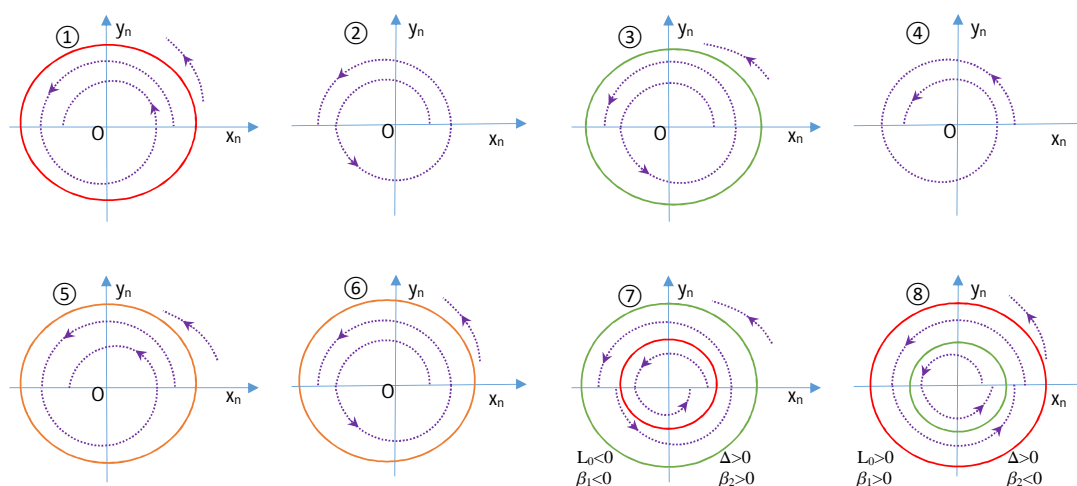 ① yₙ
O xₙ
② yₙ
O xₙ
③ yₙ
O xₙ
④ yₙ
O xₙ
⑤ yₙ
O xₙ
⑥ yₙ
O xₙ
⑦ yₙ
xₙ
L₀<0 Δ>0
β₁<0 β₂>0
⑧ yₙ
xₙ
L₀>0 Δ>0
β₁>0 β₂<0